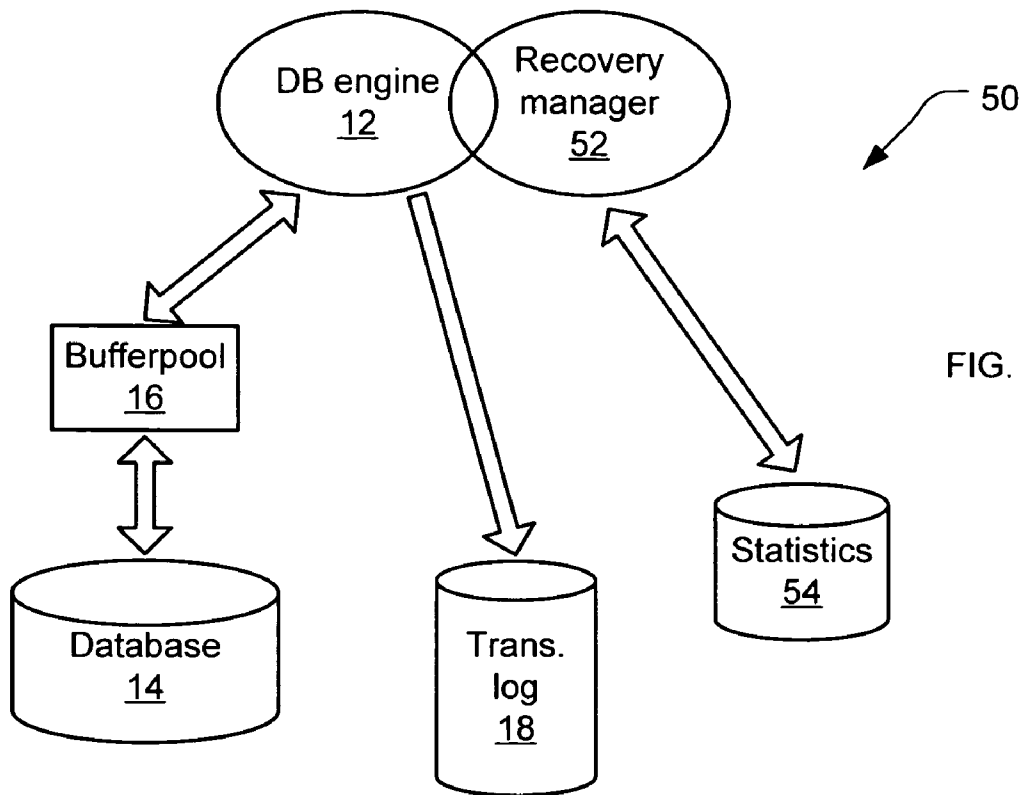 DB engine
12
Recovery
manager
52
50
Bufferpool
16
FIG.
Statistics
54
Database
14
Trans.
log
18